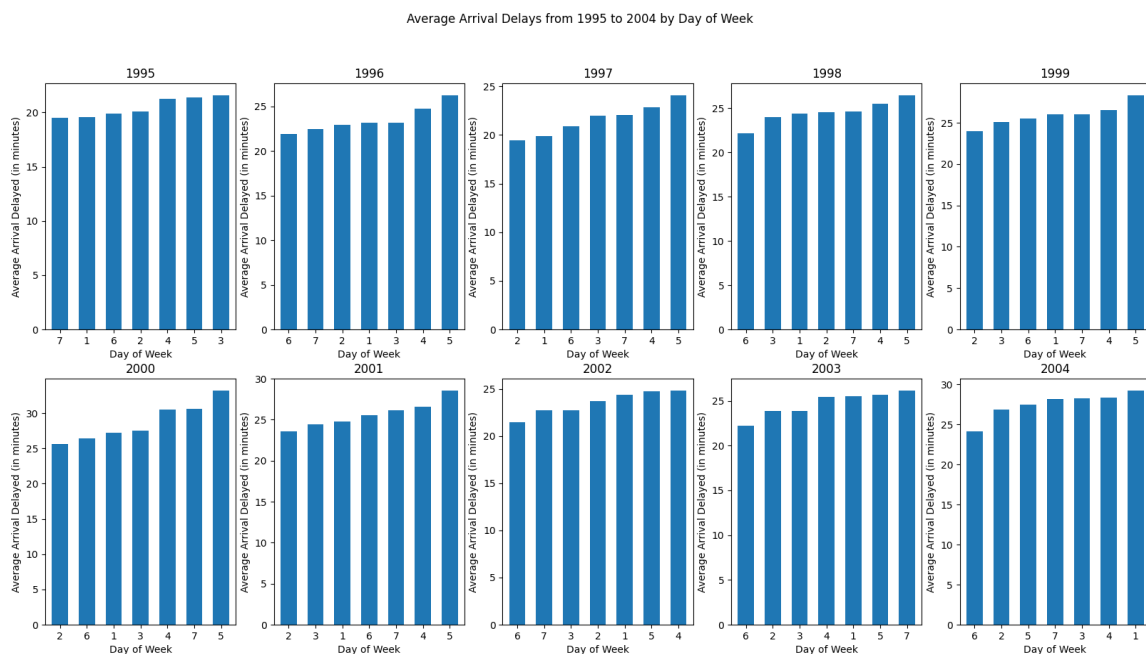 Average Arrival Delays from 1995 to 2004 by Day of Week
1995
Average Arrival Delayed (in minutes)
20
15
10
5
0
7 1 6 2 4 5 3
Day of Week
1996
Average Arrival Delayed (in minutes)
25
20
15
10
5
0
6 7 2 1 3 4 5
Day of Week
1997
Average Arrival Delayed (in minutes)
25
20
15
10
5
0
2 1 6 3 7 4 5
Day of Week
1998
Average Arrival Delayed (in minutes)
25
20
15
10
5
0
6 3 1 2 7 4 5
Day of Week
1999
Average Arrival Delayed (in minutes)
25
20
15
10
5
0
2 3 6 1 7 4 5
Day of Week
2000
Average Arrival Delayed (in minutes)
30
25
20
15
10
5
0
2 6 1 3 4 7 5
Day of Week
2001
Average Arrival Delayed (in minutes)
30
25
20
15
10
5
0
2 3 1 6 7 4 5
Day of Week
2002
Average Arrival Delayed (in minutes)
25
20
15
10
5
0
6 7 3 2 1 5 4
Day of Week
2003
Average Arrival Delayed (in minutes)
25
20
15
10
5
0
6 2 3 4 1 5 7
Day of Week
2004
Average Arrival Delayed (in minutes)
30
25
20
15
10
5
0
6 2 5 7 3 4 1
Day of Week